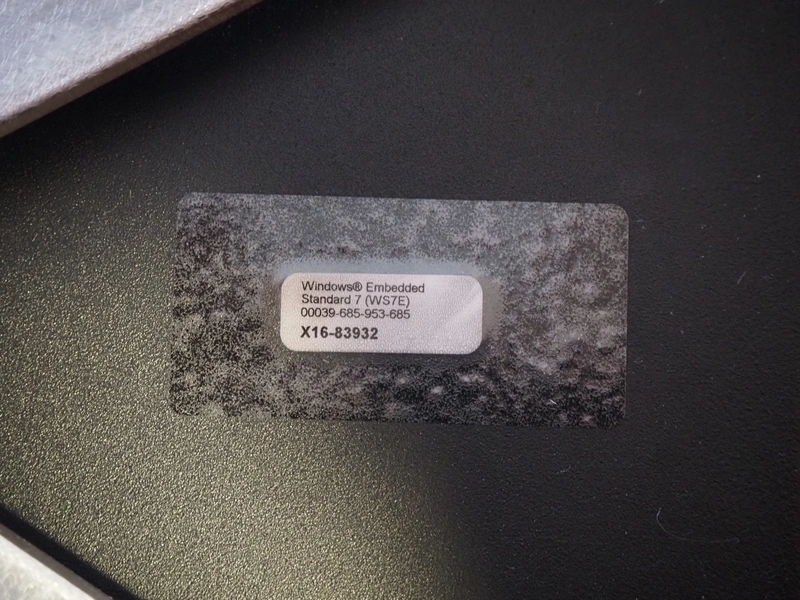 Windows® Embedded
Standard 7 (WS7E)
00039-685-953-685
X16-83932